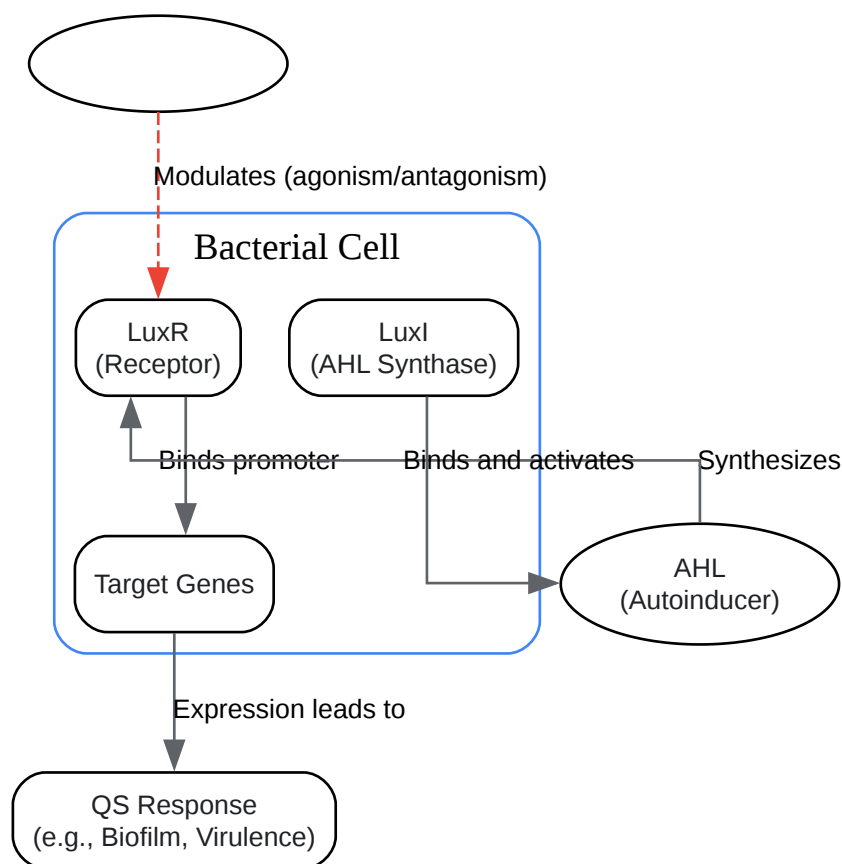 Modulates (agonism/antagonism)
Bacterial Cell
LuxR
(Receptor)
LuxI
(AHL Synthase)
Binds promoter
Binds and activates
Synthesizes
Target Genes
AHL
(Autoinducer)
Expression leads to
QS Response
(e.g., Biofilm, Virulence)